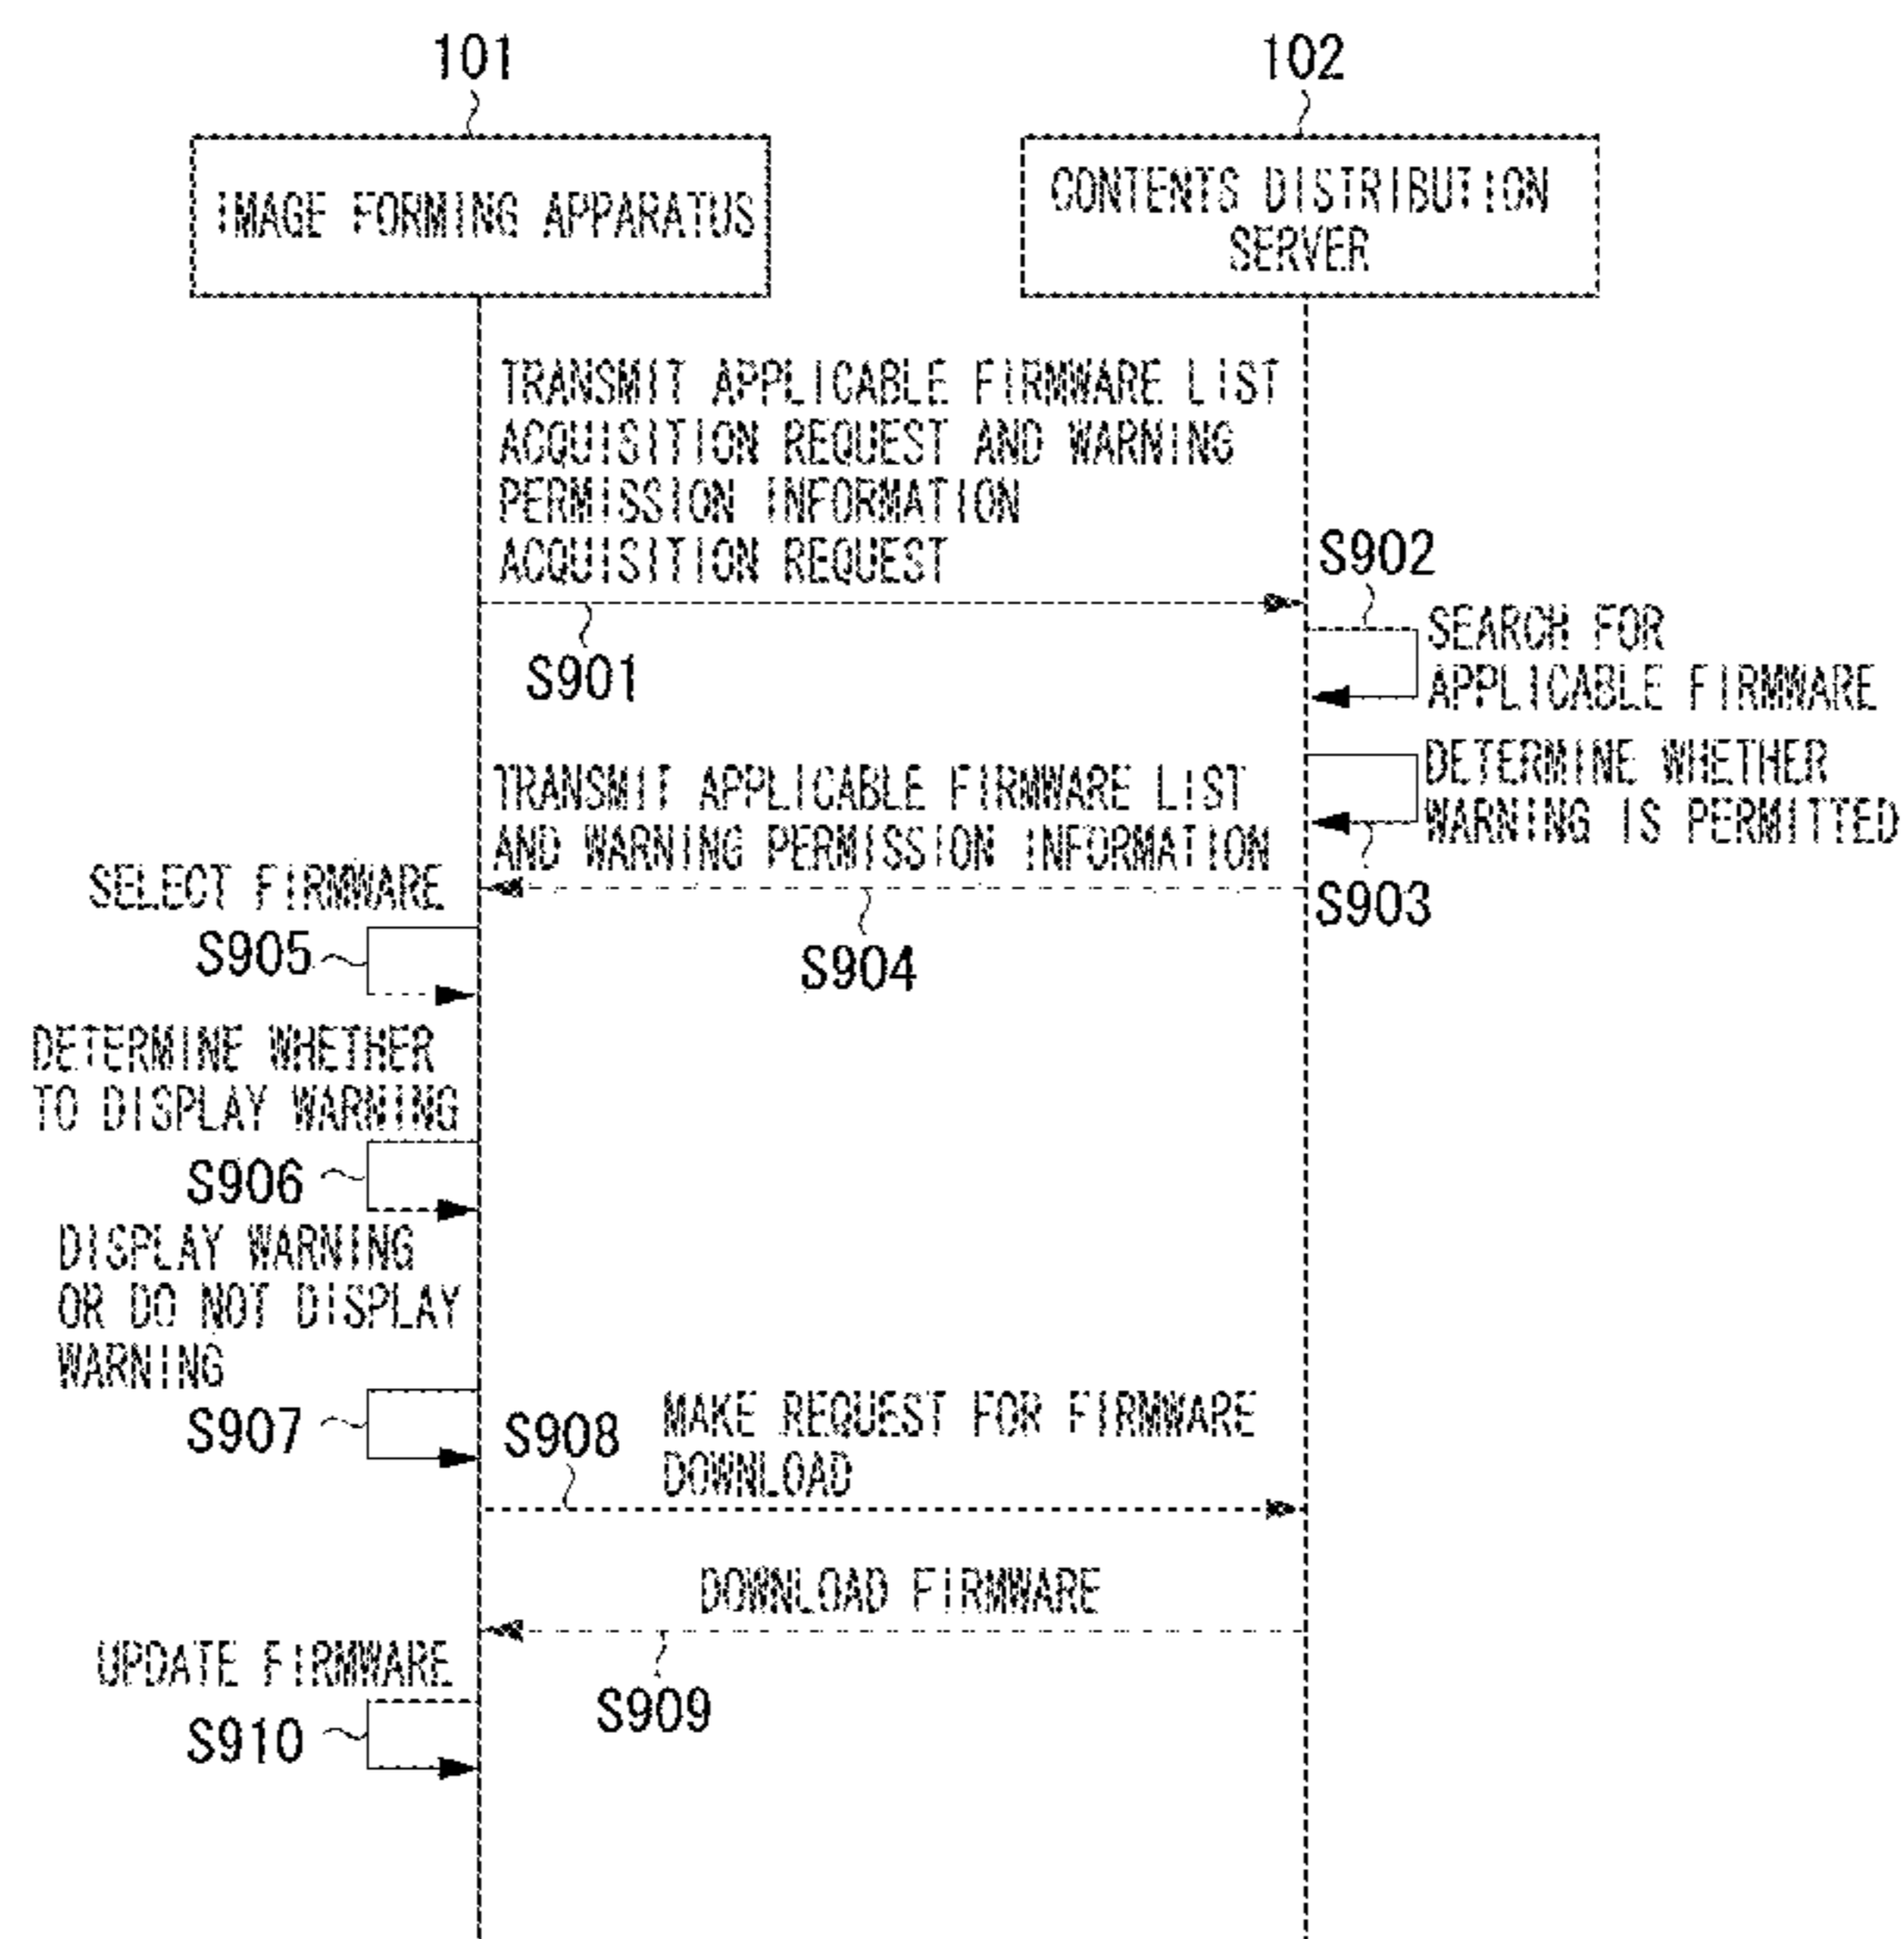 101
102
IMAGE FORMING APPARATUS
CONTENTS DISTRIBUTION
SERVER
TRANSMIT APPLICABLE FIRMWARE LIST
ACQUISITION REQUEST AND WARNING
PERMISSION INFORMATION
ACQUISITION REQUEST
S901
S902
SEARCH FOR
APPLICABLE FIRMWARE
DETERMINE WHETHER
WARNING IS PERMITTED
S903
TRANSMIT APPLICABLE FIRMWARE LIST
AND WARNING PERMISSION INFORMATION
S904
SELECT FIRMWARE
S905
DETERMINE WHETHER
TO DISPLAY WARNING
S906
DISPLAY WARNING
OR DO NOT DISPLAY
WARNING
S907
S908
MAKE REQUEST FOR FIRMWARE
DOWNLOAD
DOWNLOAD FIRMWARE
S909
UPDATE FIRMWARE
S910